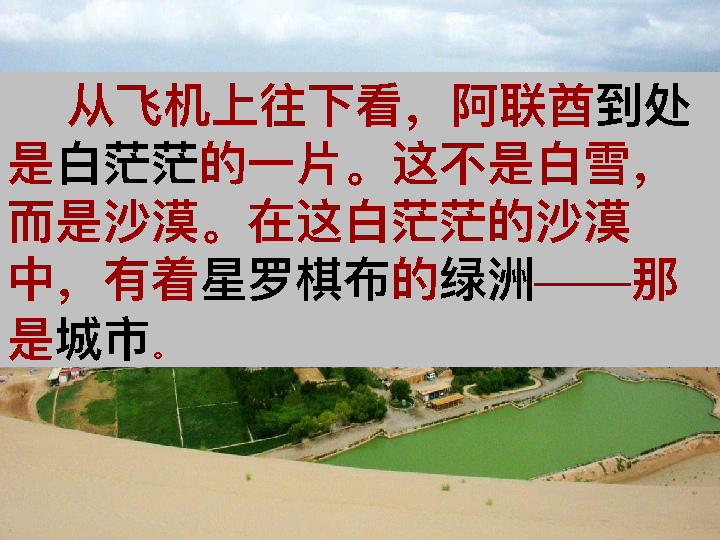 从飞机上往下看，阿联酋到处
是白茫茫的一片。这不是白雪，
而是沙漠。在这白茫茫的沙漠
中，有着星罗棋布的绿洲——那
是城市。